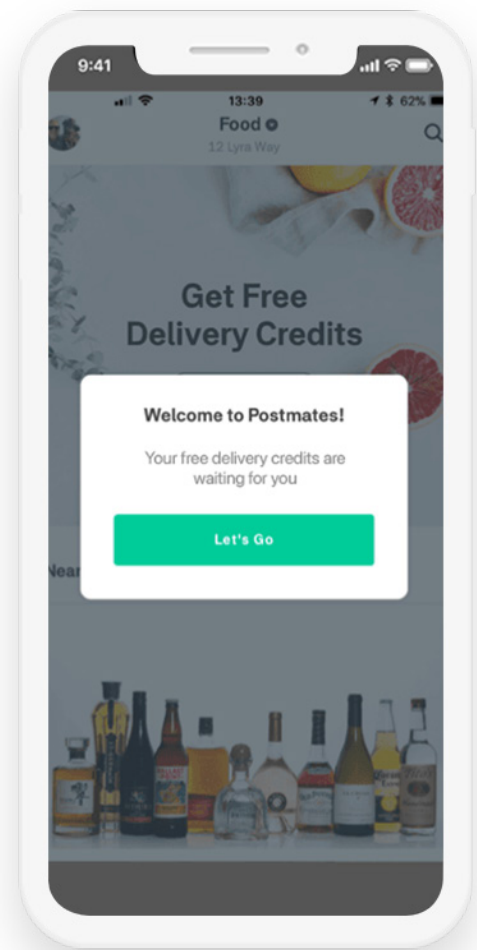 9:41
13:39
62%
Food
12 Lyra Way
Get Free
Delivery Credits
Welcome to Postmates!
Your free delivery credits are
waiting for you
Let's Go
Near